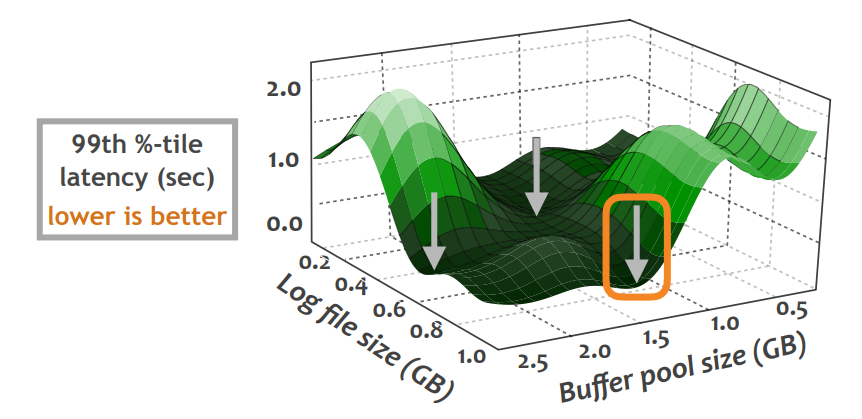 99th %-tile
latency (sec)
lower is better
2.0
1.0
0.0
0.2
0.4
0.6
0.8
1.0
Log file size (GB)
2.5
2.0
1.5
1.0
0.5
Buffer pool size (GB)